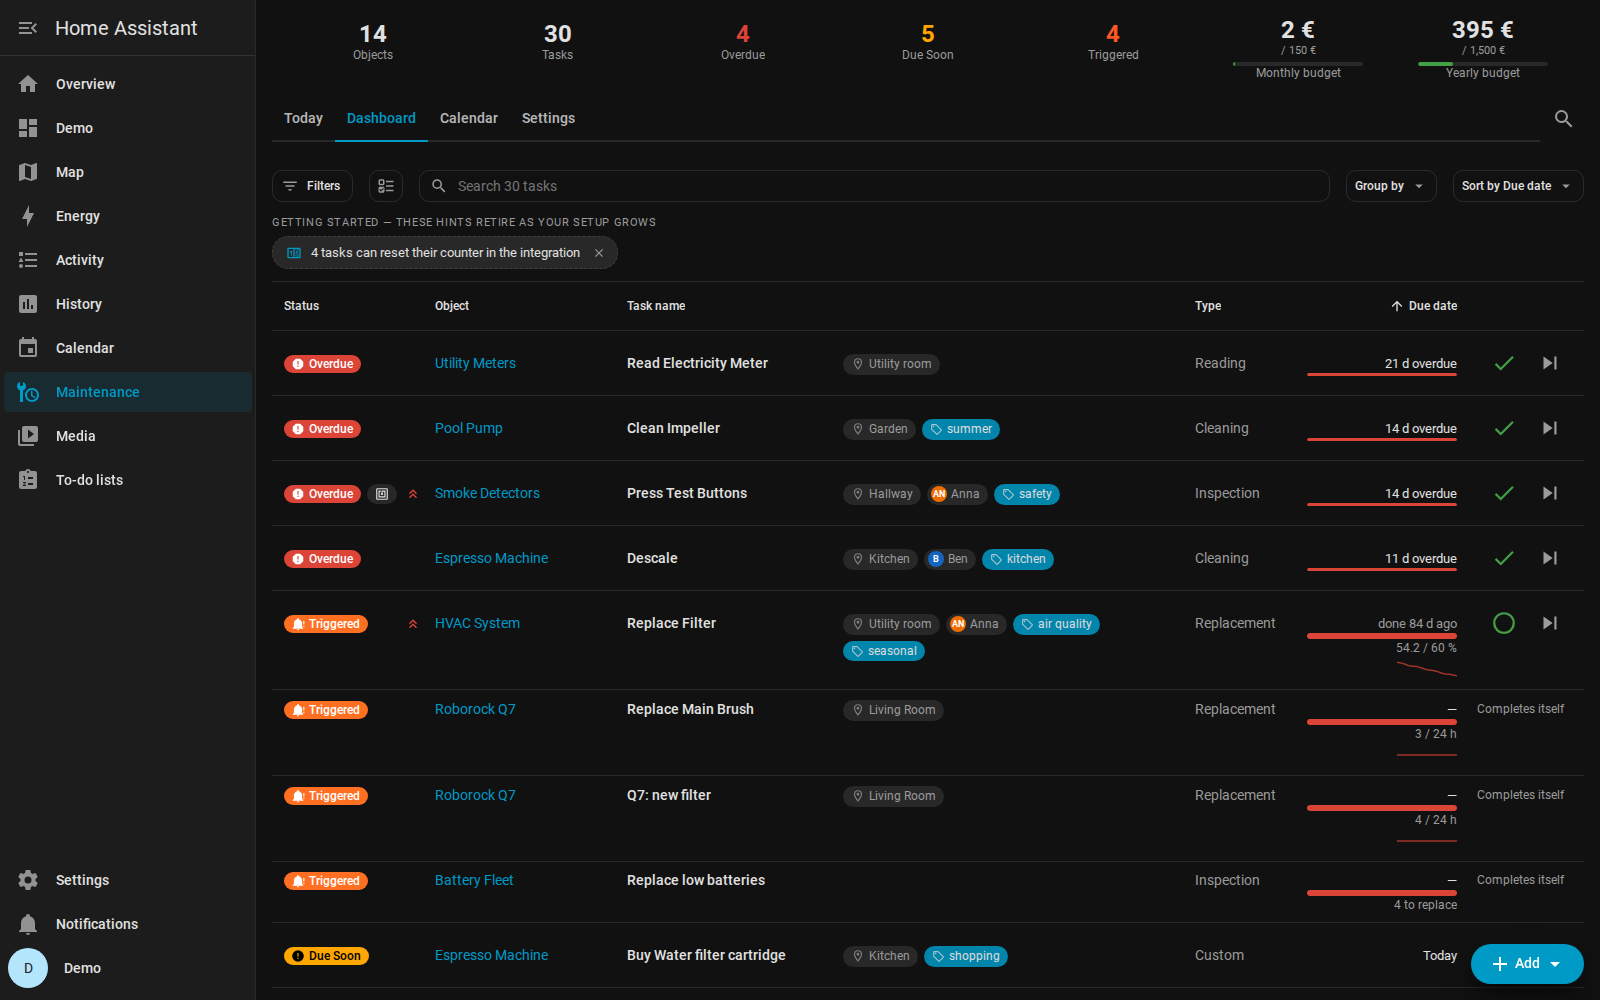 Home Assistant
Overview
Demo
Map
Energy
Activity
History
Calendar
Maintenance
Media
To-do lists
Settings
Notifications
D Demo
14 30 4 5 4 2 € 395 €
/ 150 € / 1,500 €
Objects Tasks Overdue Due Soon Triggered Monthly budget Yearly budget
Today Dashboard Calendar Settings
Filters Search 30 tasks Group by Sort by Due date
GETTING STARTED — THESE HINTS RETIRE AS YOUR SETUP GROWS
4 tasks can reset their counter in the integration
Status Object Task name Type Due date
Overdue Utility Meters Read Electricity Meter Utility room Reading 21 d overdue
Overdue Pool Pump Clean Impeller Garden summer Cleaning 14 d overdue
Overdue Smoke Detectors Press Test Buttons Hallway AN Anna safety Inspection 14 d overdue
Overdue Espresso Machine Descale Kitchen B Ben kitchen Cleaning 11 d overdue
Triggered HVAC System Replace Filter Utility room AN Anna air quality Replacement done 84 d ago
seasonal 54.2 / 60 %
Triggered Roborock Q7 Replace Main Brush Living Room Replacement — Completes itself
3 / 24 h
Triggered Roborock Q7 Q7: new filter Living Room Replacement — Completes itself
4 / 24 h
Triggered Battery Fleet Replace low batteries Inspection — Completes itself
4 to replace
Due Soon Espresso Machine Buy Water filter cartridge Kitchen shopping Custom Today
Add